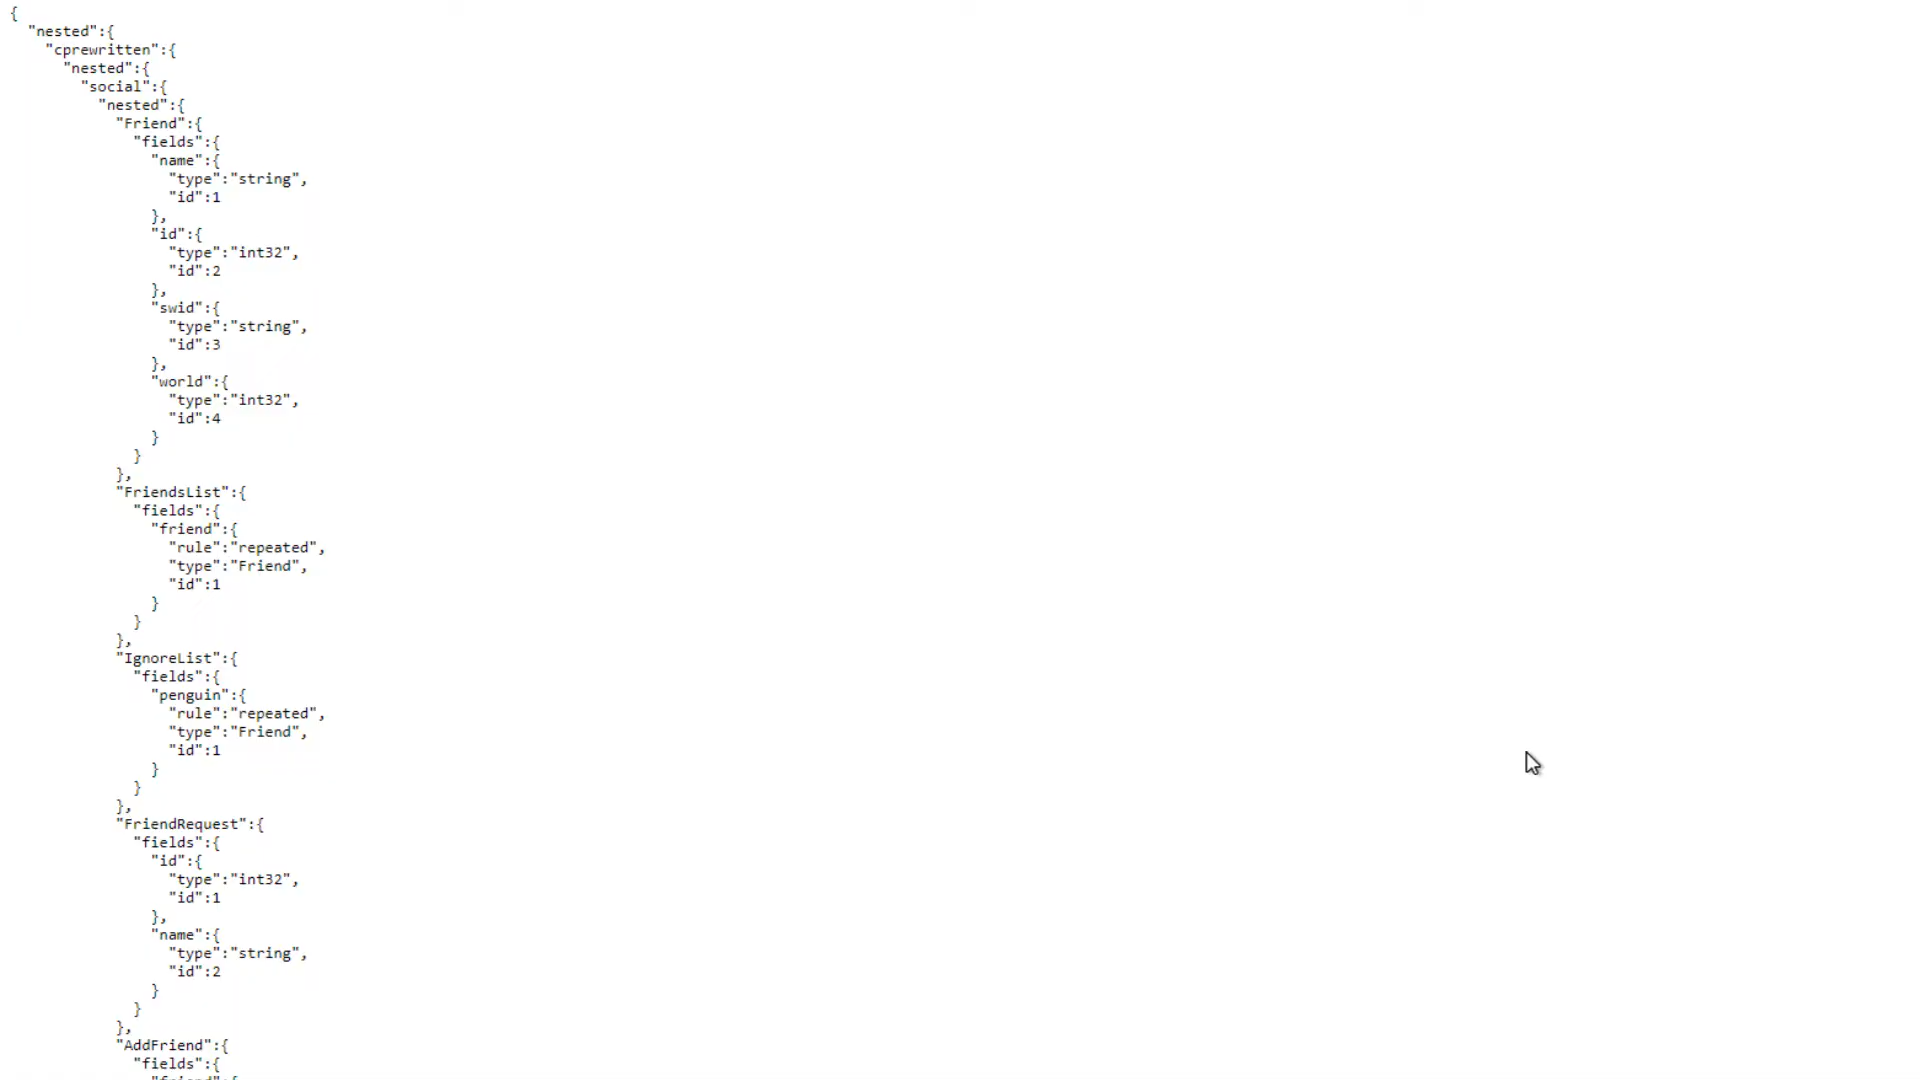 {
"nested":{
"cprewritten":{
"nested":{
"social":{
"nested":{
"Friend":{
"fields":{
"name":{
"type":"string",
"id":1
},
"id":{
"type":"int32",
"id":2
},
"swid":{
"type":"string",
"id":3
},
"world":{
"type":"int32",
"id":4
}
}
},
"FriendsList":{
"fields":{
"friend":{
"rule":"repeated",
"type":"Friend",
"id":1
}
}
},
"IgnoreList":{
"fields":{
"penguin":{
"rule":"repeated",
"type":"Friend",
"id":1
}
}
},
"FriendRequest":{
"fields":{
"id":{
"type":"int32",
"id":1
},
"name":{
"type":"string",
"id":2
}
}
},
"AddFriend":{
"fields":{